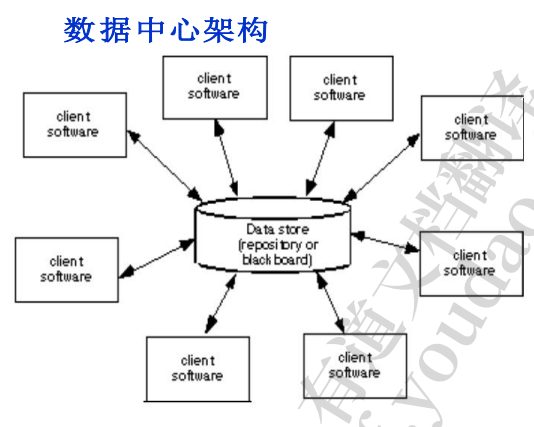 数据中心架构
client
software
client
software
client
software
client
software
Data store
(repository or
blackboard)
client
software
client
software
client
software
client
software
有道文档翻译
f.youdao